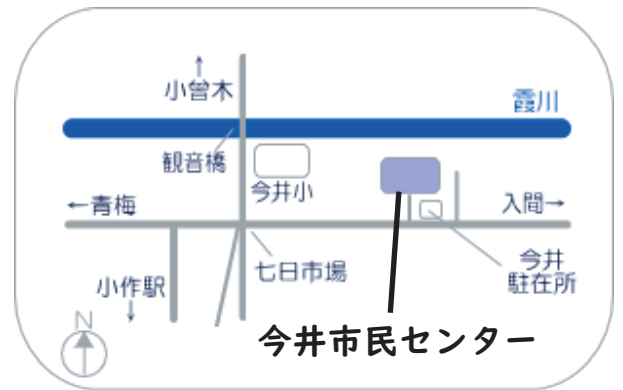 ↑
小曾木
霞川
観音橋
今井小
←青梅
入間→
七日市場
今井
駐在所
小作駅
↓
N
今井市民センター